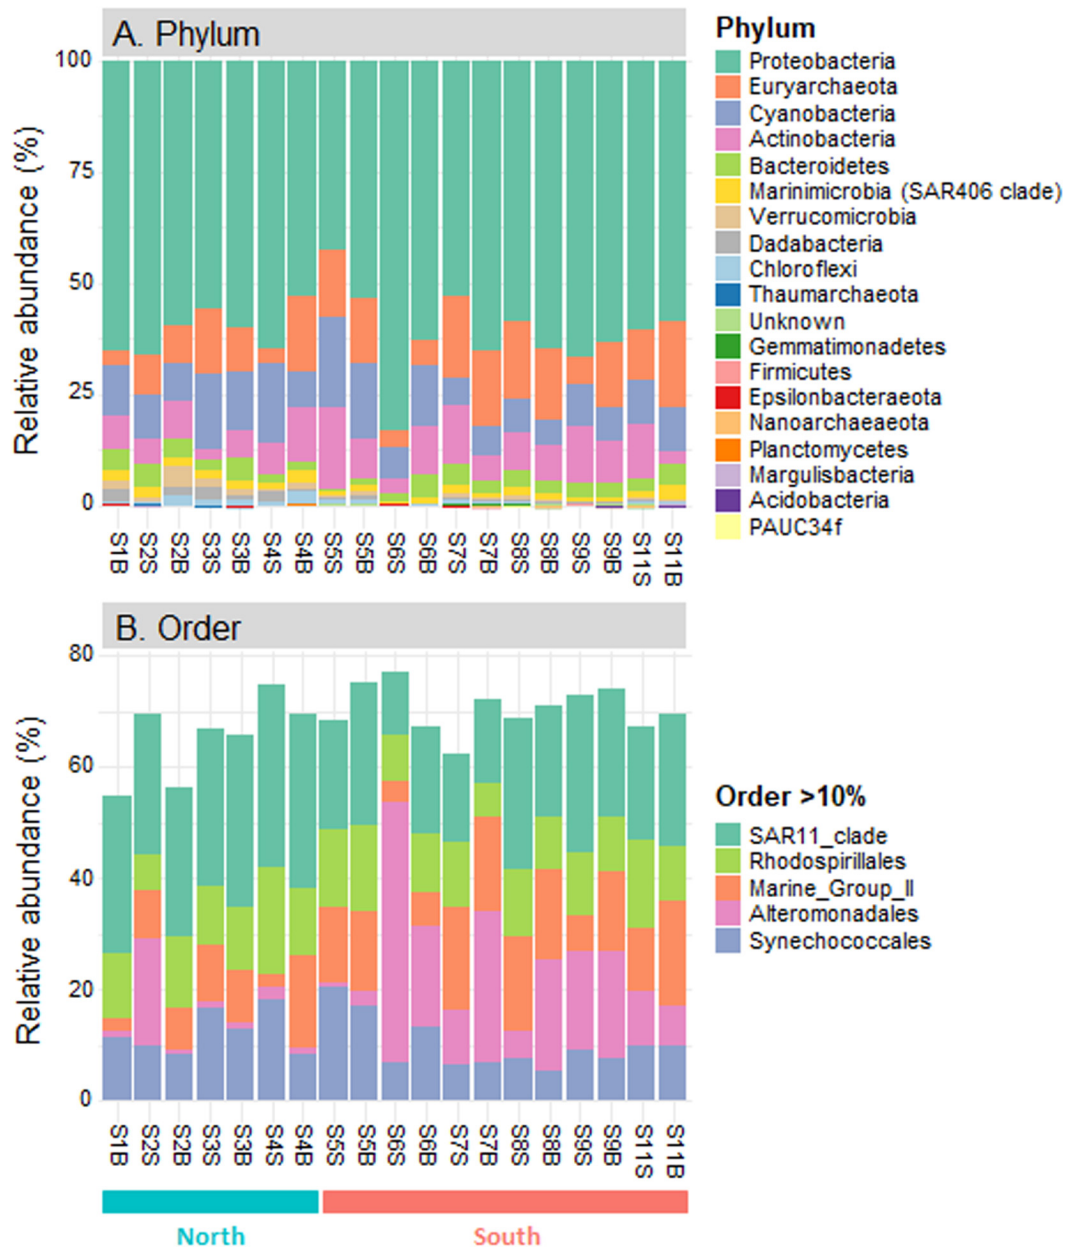 A. Phylum
Relative abundance (%)
100
75
50
25
0
S1B
S2S
S2B
S3S
S3B
S4S
S4B
S5S
S5B
S6S
S6B
S7S
S7B
S8S
S8B
S9S
S9B
S11S
S11B
Phylum
Proteobacteria
Euryarchaeota
Cyanobacteria
Actinobacteria
Bacteroidetes
Marinimicrobia (SAR406 clade)
Verrucomicrobia
Dadabacteria
Chloroflexi
Thaumarchaeota
Unknown
Gemmatimonadetes
Firmicutes
Epsilonbacteraeota
Nanoarchaeaeota
Planctomycetes
Margulisbacteria
Acidobacteria
PAUC34f
B. Order
Relative abundance (%)
80
60
40
20
0
S1B
S2S
S2B
S3S
S3B
S4S
S4B
S5S
S5B
S6S
S6B
S7S
S7B
S8S
S8B
S9S
S9B
S11S
S11B
North
South
Order >10%
SAR11_clade
Rhodospirillales
Marine_Group_II
Alteromonadales
Synechococcales